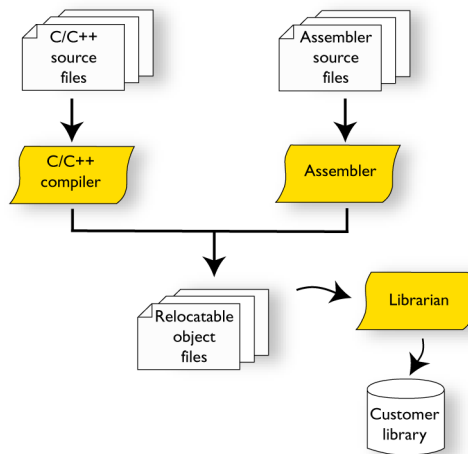 C/C++
source
files
Assembler
source
files
C/C++
compiler
Assembler
Relocatable
object
files
Librarian
Customer
library